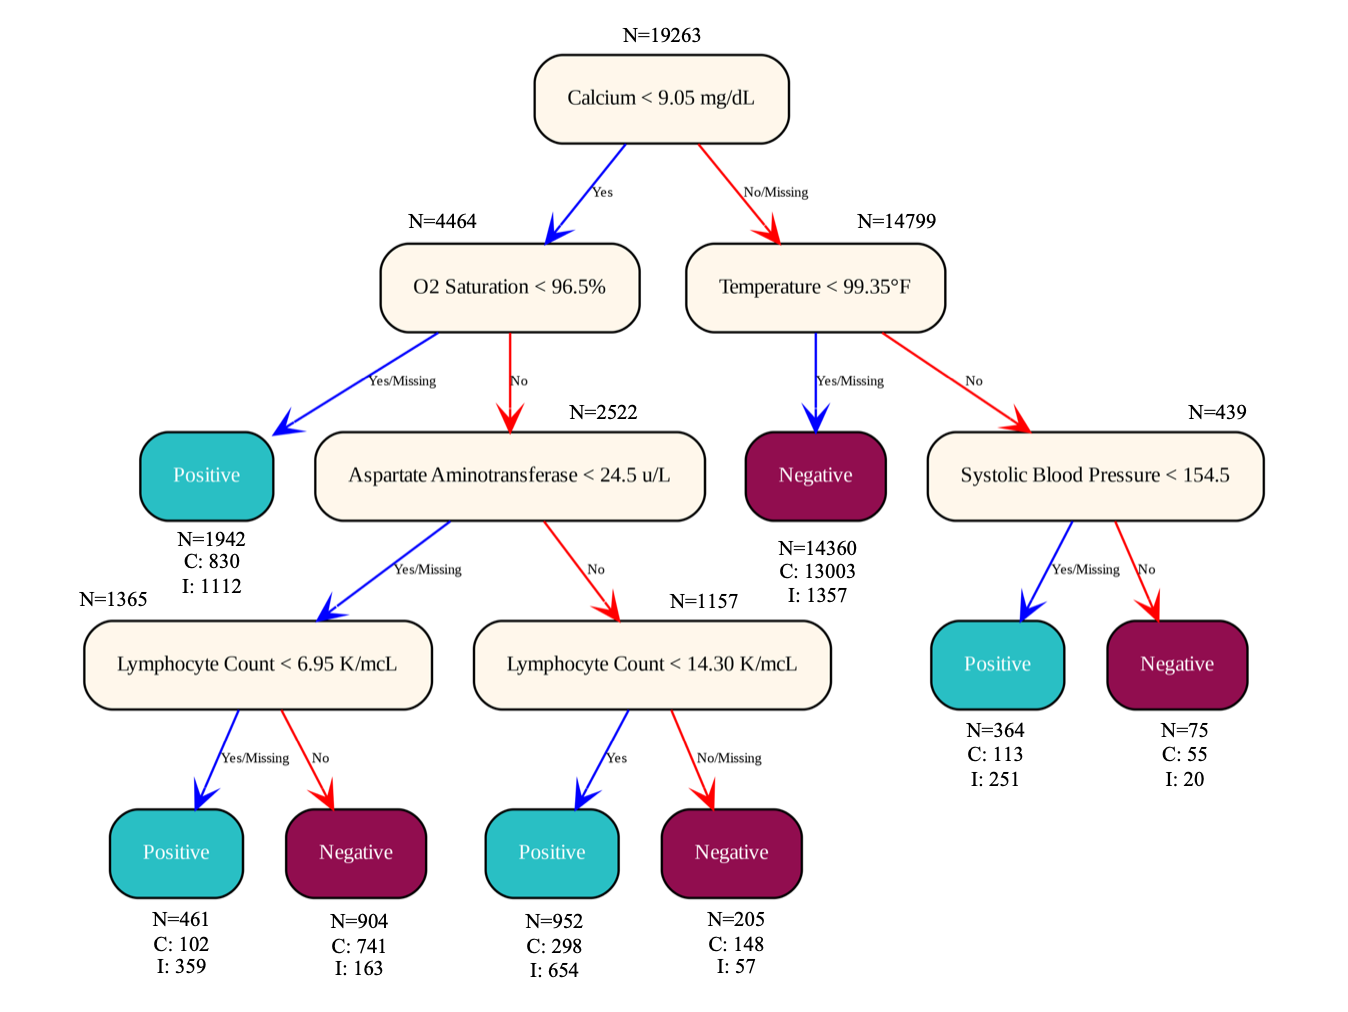 N=19263
Calcium < 9.05 mg/dL
Yes
No/Missing
N=4464
N=14799
O2 Saturation < 96.5%
Temperature < 99.35°F
Yes/Missing
No
Yes/Missing
No
N=2522
N=439
Positive
Aspartate Aminotransferase < 24.5 u/L
Negative
Systolic Blood Pressure < 154.5
N=1942
C: 830
I: 1112
N=14360
C: 13003
I: 1357
Yes/Missing
No
Yes/Missing
No
N=1365
N=1157
Lymphocyte Count < 6.95 K/mcL
Lymphocyte Count < 14.30 K/mcL
Positive
Negative
N=364
C: 113
I: 251
N=75
C: 55
I: 20
Yes/Missing
No
Yes
No/Missing
Positive
Negative
Positive
Negative
N=461
C: 102
I: 359
N=904
C: 741
I: 163
N=952
C: 298
I: 654
N=205
C: 148
I: 57